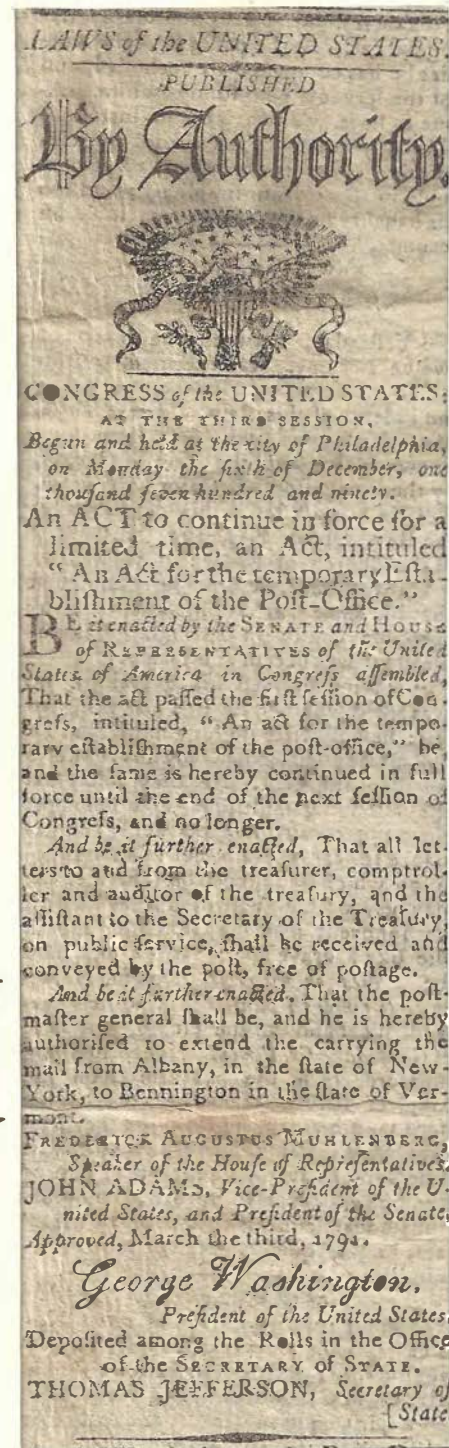 LAWS of the UNITED STATES.
PUBLISHED
By Authority.
CONGRESS of the UNITED STATES:
AT THE THIRD SESSION,
Begun and held at the city of Philadelphia,
on Monday the ſixth of December, one
thouſand ſeven hundred and ninety.
An ACT to continue in force for a
limited time, an Act, intituled
“ An Act for the temporary Eſta-
bliſhment of the Poſt-Office.”
BE it enacted by the SENATE and HOUSE
of REPRESENTATIVES of the United
States of America in Congreſs aſſembled,
That the act paſſed the firſt ſeſſion of Con-
greſs, intituled, “ An act for the tempo-
rary eſtabliſhment of the poſt-office,” be,
and the ſame is hereby continued in full
force until the end of the next ſeſſion of
Congreſs, and no longer.
And be it further enacted, That all let-
ters to and from the treaſurer, comptrol-
ler and auditor of the treaſury, and the
aſſiſtant to the Secretary of the Treaſury,
on public ſervice, ſhall be received and
conveyed by the poſt, free of poſtage.
And be it further enacted. That the poſt-
maſter general ſhall be, and he is hereby
authoriſed to extend the carrying the
mail from Albany, in the ſtate of New-
York, to Bennington in the ſtate of Ver-
mont.
FREDERICK AUGUSTUS MUHLENBERG,
Speaker of the Houſe of Repreſentatives.
JOHN ADAMS, Vice-Preſident of the U-
nited States, and Preſident of the Senate,
Approved, March the third, 1791.
George Washington.
Preſident of the United States.
Depoſited among the Rolls in the Office
of the SECRETARY of STATE.
THOMAS JEFFERSON, Secretary of
[State